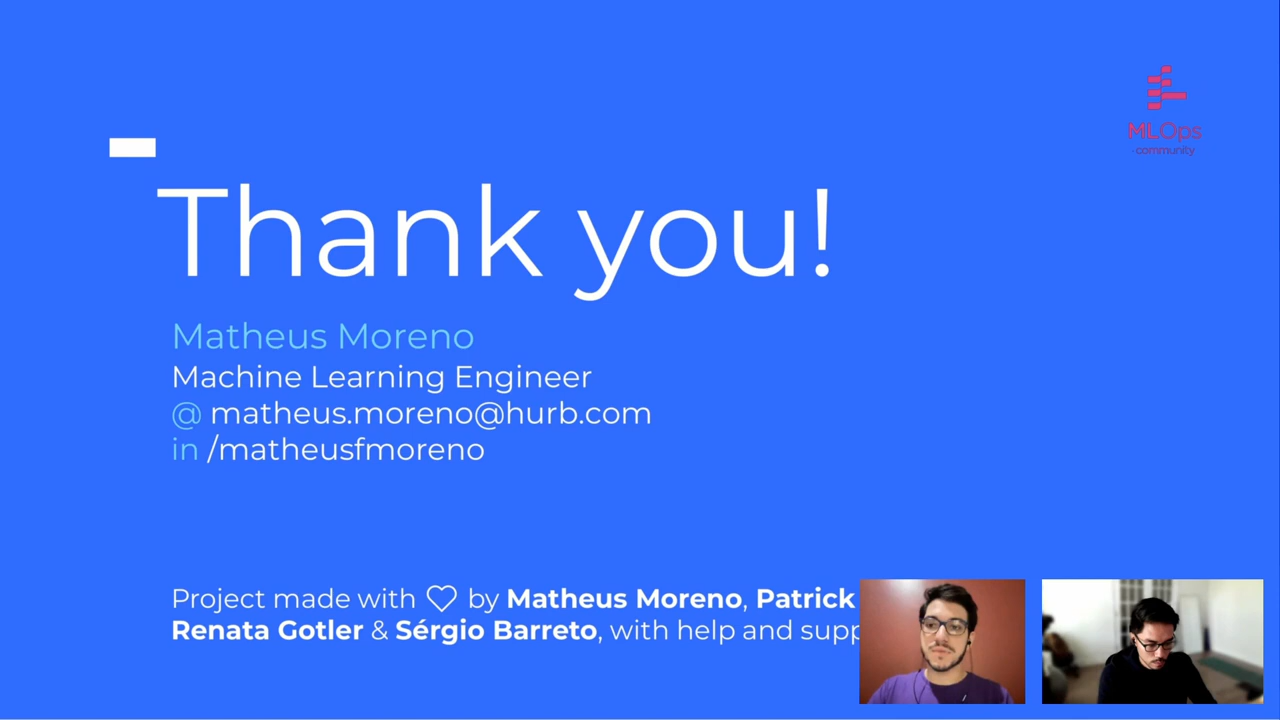 MLOps
community
Thank you!
Matheus Moreno
Machine Learning Engineer
@ matheus.moreno@hurb.com
in /matheusfmoreno
Project made with ♡ by Matheus Moreno, Patrick
Renata Gotler & Sérgio Barreto, with help and